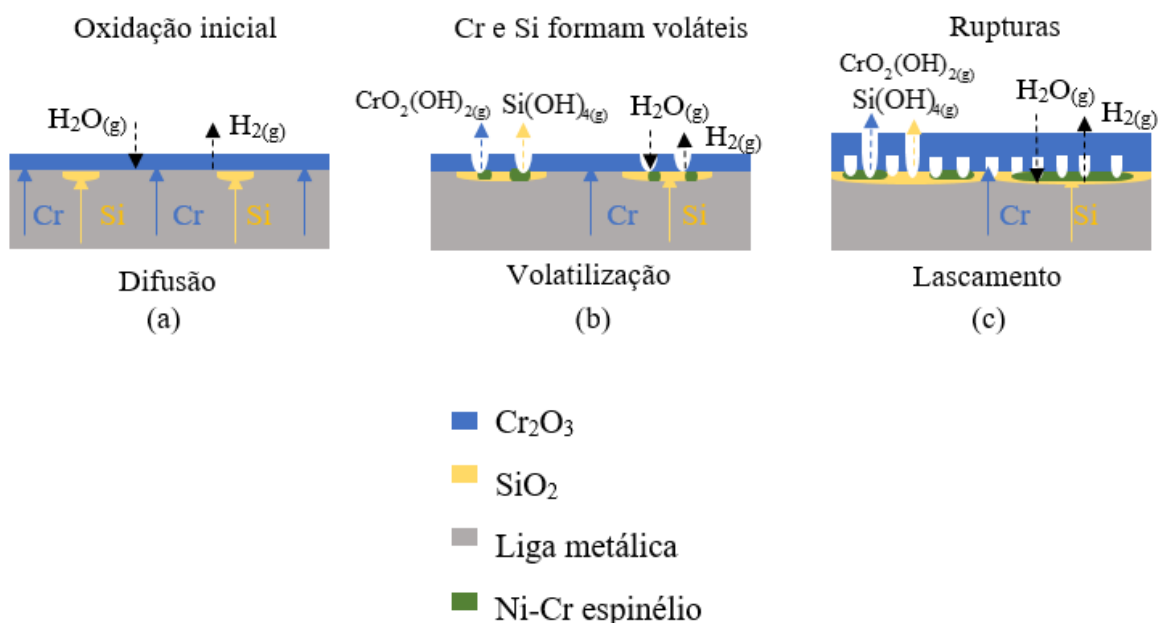 Oxidação inicial
H₂O₍g₎
H₂₍g₎
Cr
Si
Cr
Si
Difusão
(a)
Cr e Si formam voláteis
CrO₂(OH)₂₍g₎
Si(OH)₄₍g₎
H₂O₍g₎
H₂₍g₎
Cr
Si
Volatilização
(b)
Rupturas
CrO₂(OH)₂₍g₎
Si(OH)₄₍g₎
H₂O₍g₎
H₂₍g₎
Cr
Si
Lascamento
(c)
Cr₂O₃
SiO₂
Liga metálica
Ni-Cr espinélio